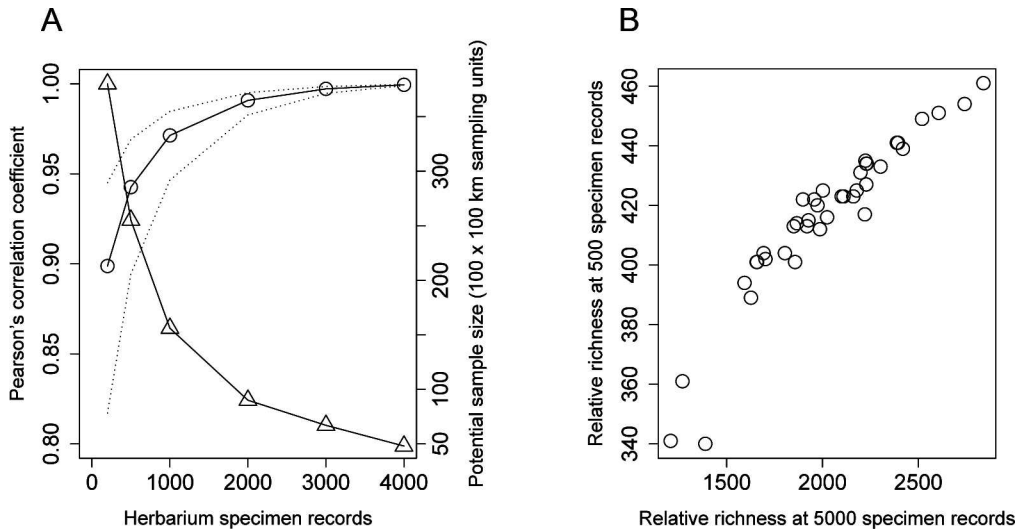 A
Pearson's correlation coefficient
1.00
0.95
0.90
0.85
0.80
0 1000 2000 3000 4000
Herbarium specimen records
300
200
100
50
Potential sample size (100 x 100 km sampling units)
B
Relative richness at 500 specimen records
460
440
420
400
380
360
340
1500 2000 2500
Relative richness at 5000 specimen records